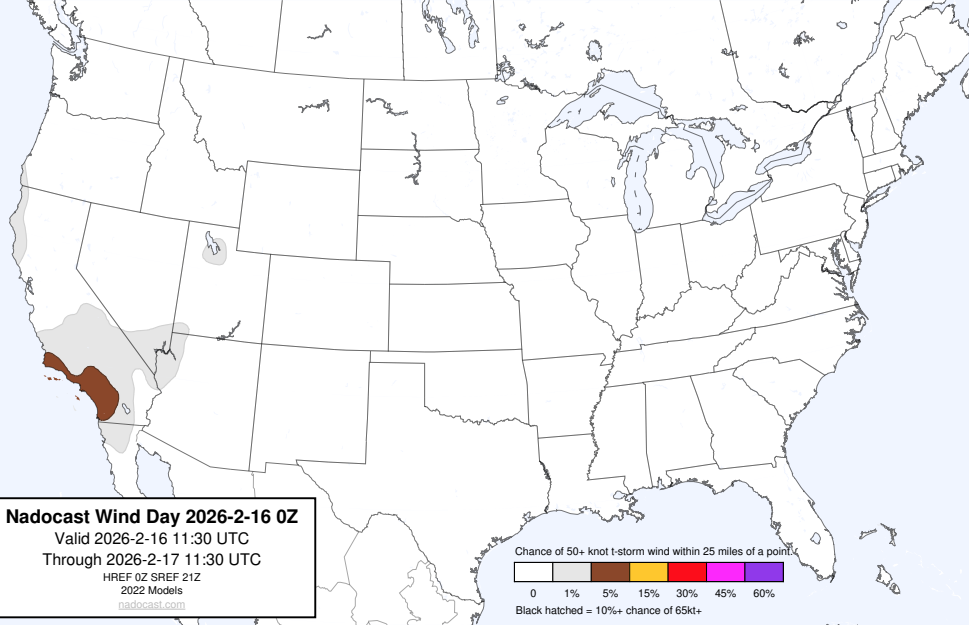 Nadocast Wind Day 2026-2-16 0Z
Valid 2026-2-16 11:30 UTC
Through 2026-2-17 11:30 UTC
HREF 0Z SREF 21Z
2022 Models
nadocast.com
Chance of 50+ knot t-storm wind within 25 miles of a point.
0 1% 5% 15% 30% 45% 60%
Black hatched = 10%+ chance of 65kt+